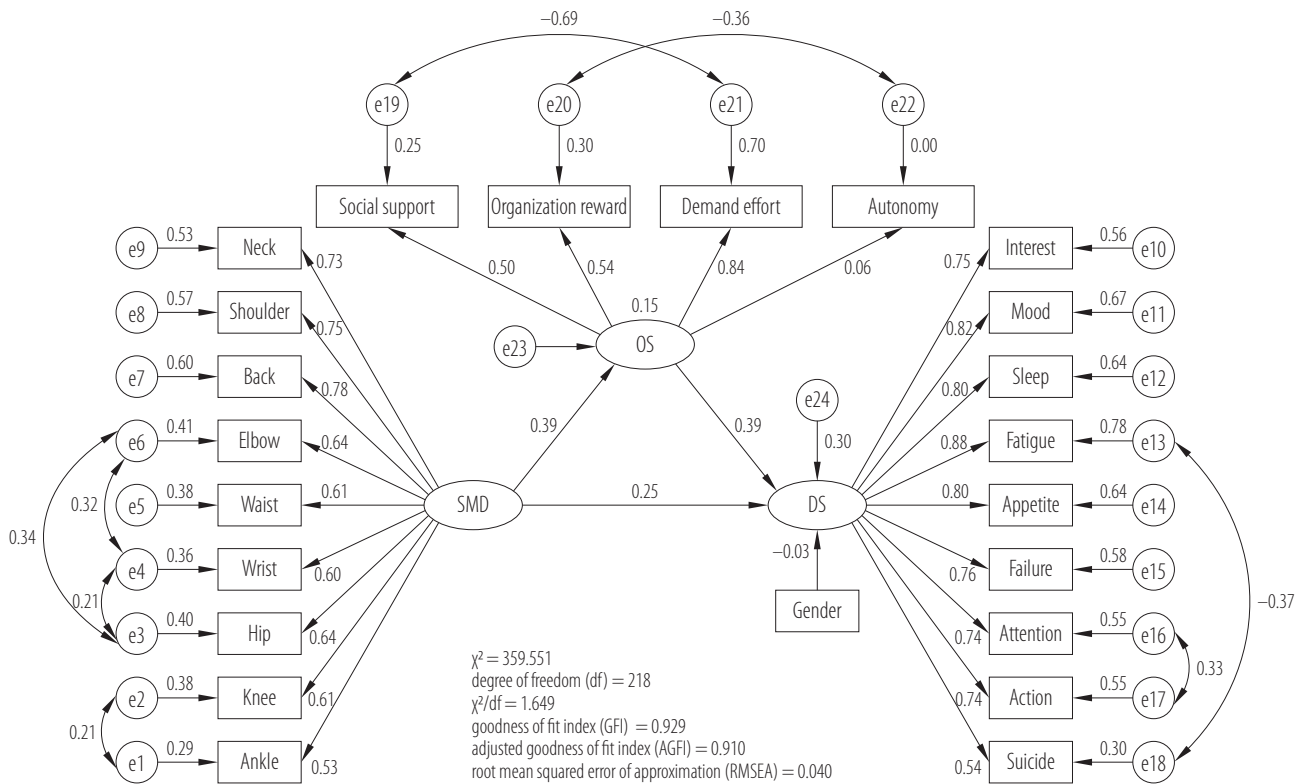 −0.69
−0.36
e19
e20
e21
e22
0.25
0.30
0.70
0.00
Social support
Organization reward
Demand effort
Autonomy
0.50
0.54
0.84
0.06
e9
0.53
Neck
0.73
e8
0.57
Shoulder
0.75
e7
0.60
Back
0.78
e6
0.41
Elbow
0.64
e5
0.38
Waist
0.61
e4
0.36
Wrist
0.60
e3
0.40
Hip
0.64
e2
0.38
Knee
0.61
e1
0.29
Ankle
0.53
0.34
0.32
0.21
0.21
e23
0.15
OS
0.39
0.39
SMD
0.25
e24
0.30
DS
−0.03
Gender
0.75
Interest
0.56
e10
0.82
Mood
0.67
e11
0.80
Sleep
0.64
e12
0.88
Fatigue
0.78
e13
0.80
Appetite
0.64
e14
0.76
Failure
0.58
e15
0.74
Attention
0.55
e16
0.74
Action
0.55
e17
0.54
Suicide
0.30
e18
0.33
−0.37
χ² = 359.551
degree of freedom (df) = 218
χ²/df = 1.649
goodness of fit index (GFI) = 0.929
adjusted goodness of fit index (AGFI) = 0.910
root mean squared error of approximation (RMSEA) = 0.040